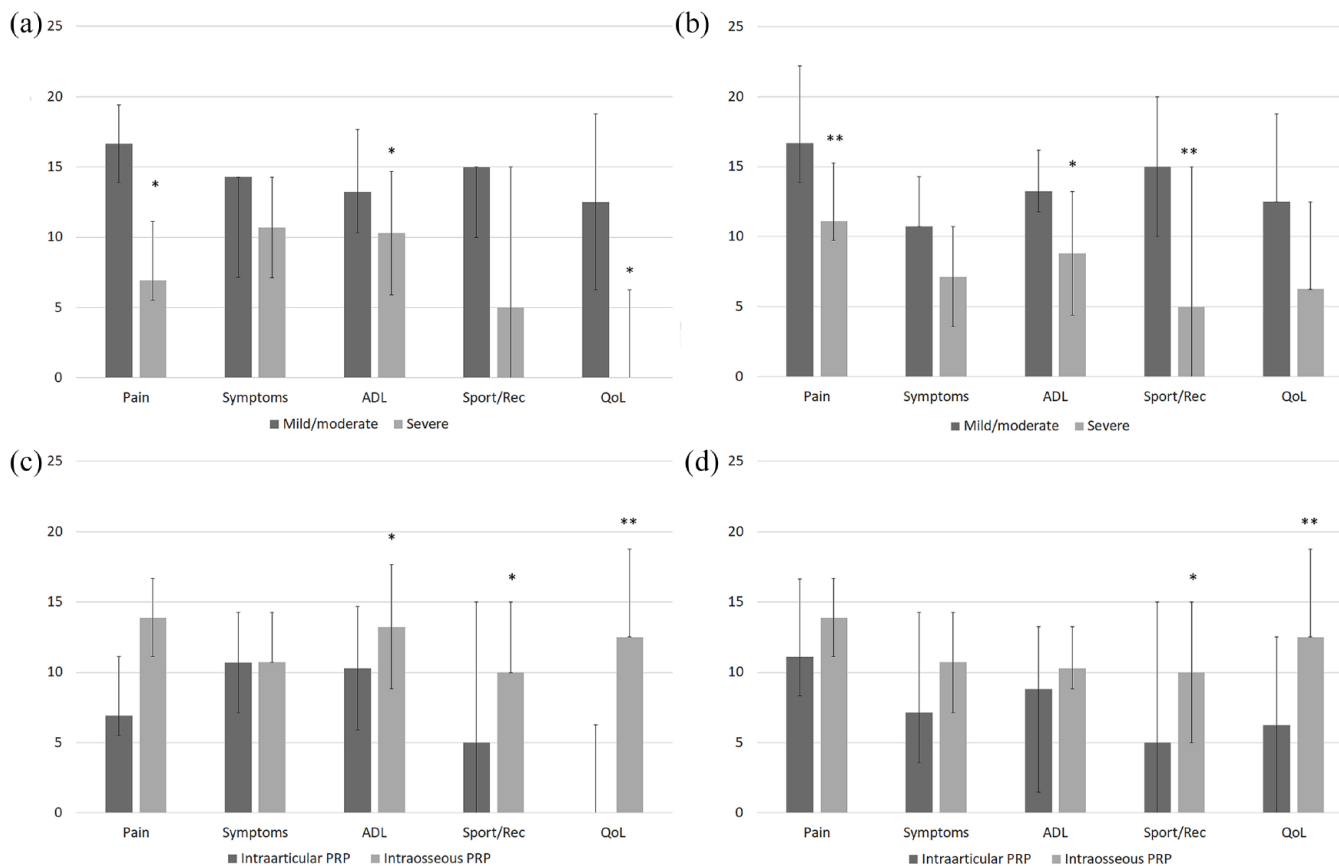 (a)
25
20
15
10
5
0
*
*
*
Pain Symptoms ADL Sport/Rec QoL
Mild/moderate Severe
(b)
25
20
15
10
5
0
**
*
**
Pain Symptoms ADL Sport/Rec QoL
Mild/moderate Severe
(c)
25
20
15
10
5
0
*
*
**
Pain Symptoms ADL Sport/Rec QoL
Intraarticular PRP Intraosseous PRP
(d)
25
20
15
10
5
0
*
**
Pain Symptoms ADL Sport/Rec QoL
Intraarticular PRP Intraosseous PRP